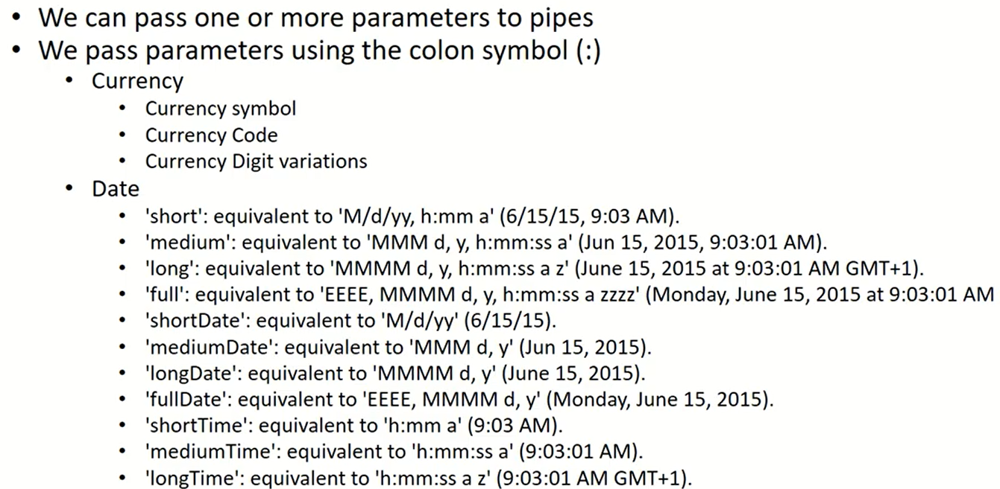 • We can pass one or more parameters to pipes
• We pass parameters using the colon symbol (:)
• Currency
• Currency symbol
• Currency Code
• Currency Digit variations
• Date
• 'short': equivalent to 'M/d/yy, h:mm a' (6/15/15, 9:03 AM).
• 'medium': equivalent to 'MMM d, y, h:mm:ss a' (Jun 15, 2015, 9:03:01 AM).
• 'long': equivalent to 'MMMM d, y, h:mm:ss a z' (June 15, 2015 at 9:03:01 AM GMT+1).
• 'full': equivalent to 'EEEE, MMMM d, y, h:mm:ss a zzzz' (Monday, June 15, 2015 at 9:03:01 AM
• 'shortDate': equivalent to 'M/d/yy' (6/15/15).
• 'mediumDate': equivalent to 'MMM d, y' (Jun 15, 2015).
• 'longDate': equivalent to 'MMMM d, y' (June 15, 2015).
• 'fullDate': equivalent to 'EEEE, MMMM d, y' (Monday, June 15, 2015).
• 'shortTime': equivalent to 'h:mm a' (9:03 AM).
• 'mediumTime': equivalent to 'h:mm:ss a' (9:03:01 AM).
• 'longTime': equivalent to 'h:mm:ss a z' (9:03:01 AM GMT+1).